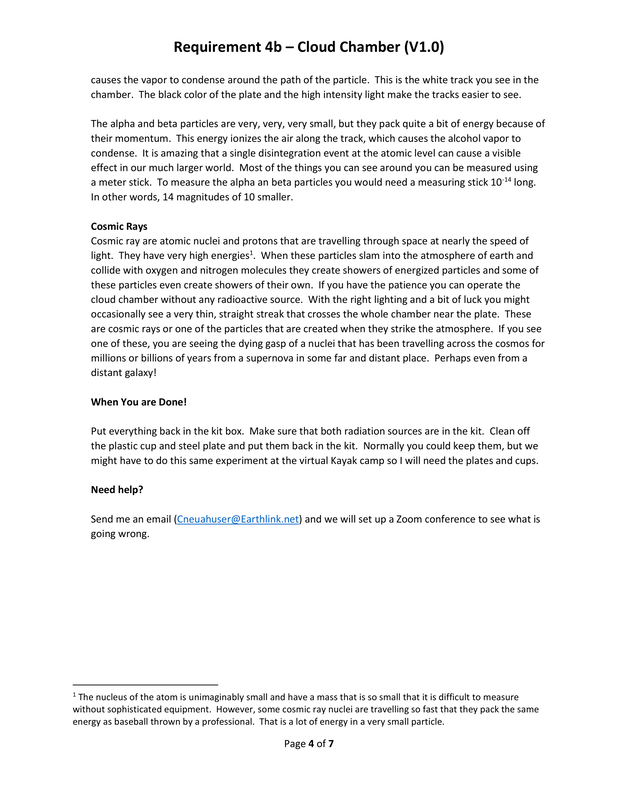 Requirement 4b – Cloud Chamber (V1.0)
causes the vapor to condense around the path of the particle.  This is the white track you see in the
chamber.  The black color of the plate and the high intensity light make the tracks easier to see.
The alpha and beta particles are very, very, very small, but they pack quite a bit of energy because of
their momentum.  This energy ionizes the air along the track, which causes the alcohol vapor to
condense.  It is amazing that a single disintegration event at the atomic level can cause a visible
effect in our much larger world.  Most of the things you can see around you can be measured using
a meter stick.  To measure the alpha an beta particles you would need a measuring stick 10⁻¹⁴ long.
In other words, 14 magnitudes of 10 smaller.
Cosmic Rays
Cosmic ray are atomic nuclei and protons that are travelling through space at nearly the speed of
light.  They have very high energies¹.  When these particles slam into the atmosphere of earth and
collide with oxygen and nitrogen molecules they create showers of energized particles and some of
these particles even create showers of their own.  If you have the patience you can operate the
cloud chamber without any radioactive source.  With the right lighting and a bit of luck you might
occasionally see a very thin, straight streak that crosses the whole chamber near the plate.  These
are cosmic rays or one of the particles that are created when they strike the atmosphere.  If you see
one of these, you are seeing the dying gasp of a nuclei that has been travelling across the cosmos for
millions or billions of years from a supernova in some far and distant place.  Perhaps even from a
distant galaxy!
When You are Done!
Put everything back in the kit box.  Make sure that both radiation sources are in the kit.  Clean off
the plastic cup and steel plate and put them back in the kit.  Normally you could keep them, but we
might have to do this same experiment at the virtual Kayak camp so I will need the plates and cups.
Need help?
Send me an email (Cneuahuser@Earthlink.net) and we will set up a Zoom conference to see what is
going wrong.
¹ The nucleus of the atom is unimaginably small and have a mass that is so small that it is difficult to measure
without sophisticated equipment.  However, some cosmic ray nuclei are travelling so fast that they pack the same
energy as baseball thrown by a professional.  That is a lot of energy in a very small particle.
Page 4 of 7